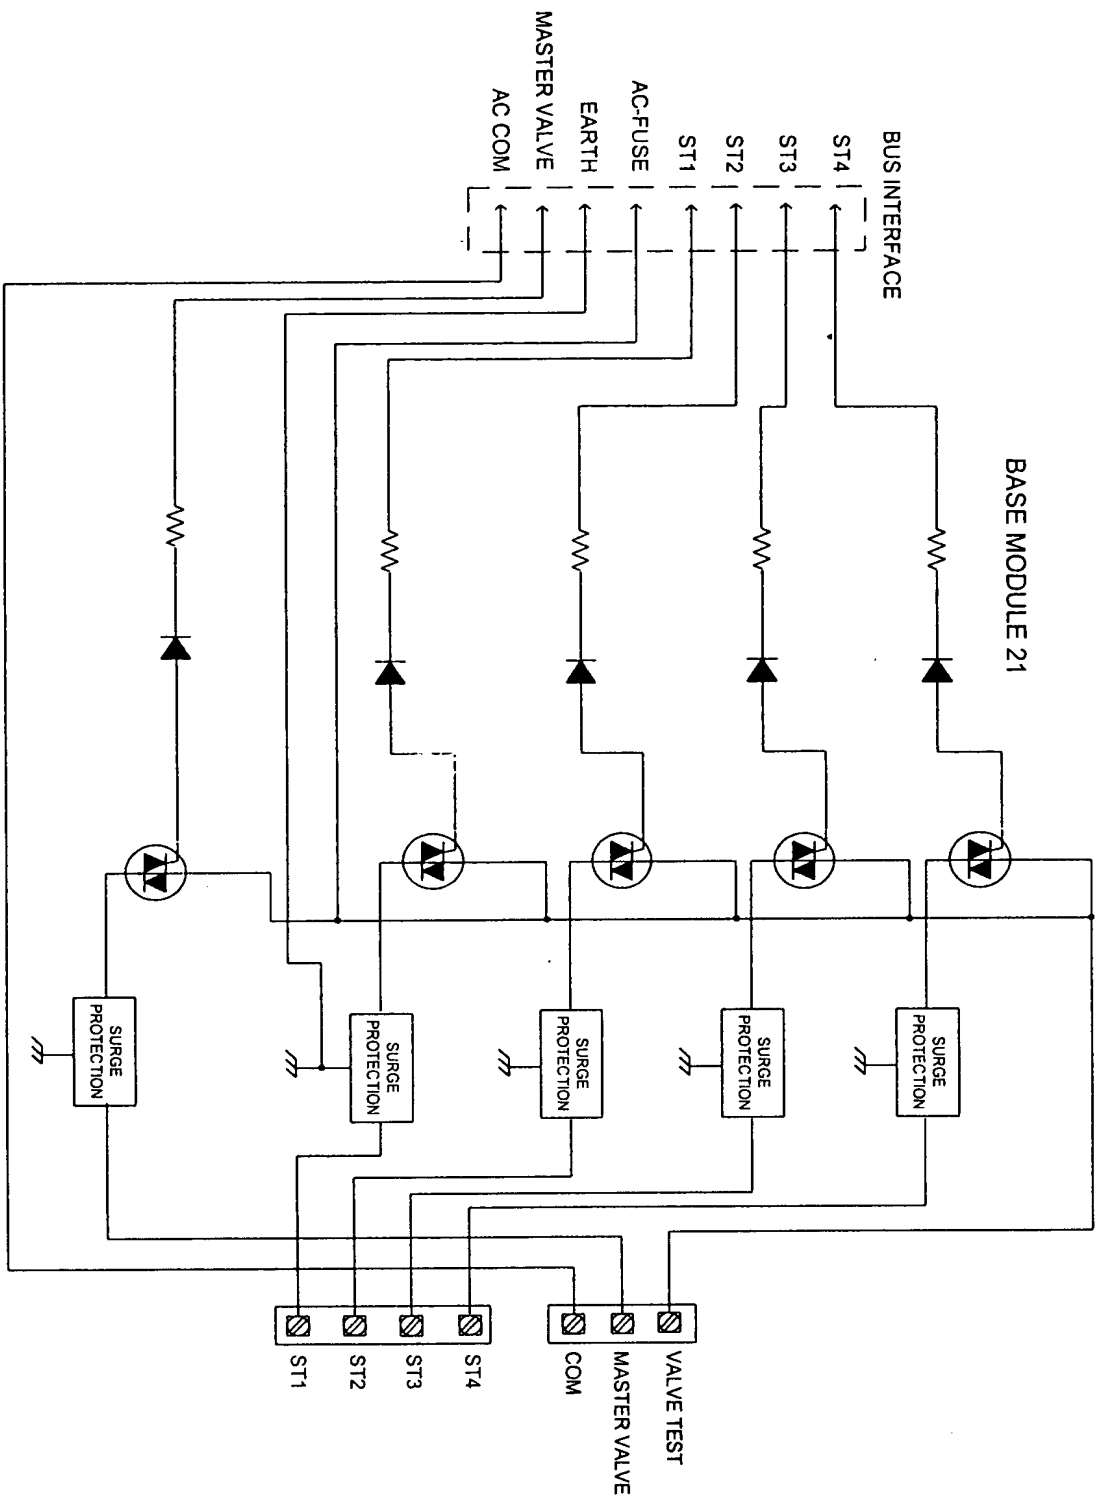 BASE MODULE 21
BUS INTERFACE
ST4
ST3
ST2
ST1
AC-FUSE
EARTH
MASTER VALVE
AC COM
SURGE
PROTECTION
SURGE
PROTECTION
SURGE
PROTECTION
SURGE
PROTECTION
SURGE
PROTECTION
VALVE TEST
MASTER VALVE
COM
ST4
ST3
ST2
ST1